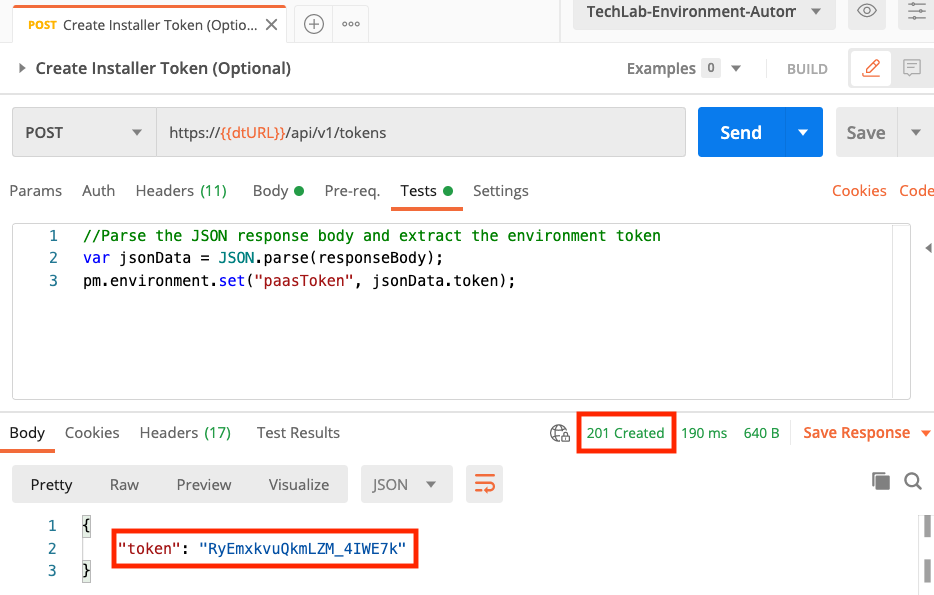 POST Create Installer Token (Optio...
TechLab-Environment-Autom
Create Installer Token (Optional)
Examples 0
BUILD
POST
https://{{dtURL}}/api/v1/tokens
Send
Save
Params Auth Headers (11) Body Pre-req. Tests Settings
Cookies Code
1 //Parse the JSON response body and extract the environment token
2 var jsonData = JSON.parse(responseBody);
3 pm.environment.set("paasToken", jsonData.token);
Body Cookies Headers (17) Test Results
201 Created 190 ms 640 B Save Response
Pretty Raw Preview Visualize JSON
1 {
2 "token": "RyEmxkvuQkmLZM_4IWE7k"
3 }